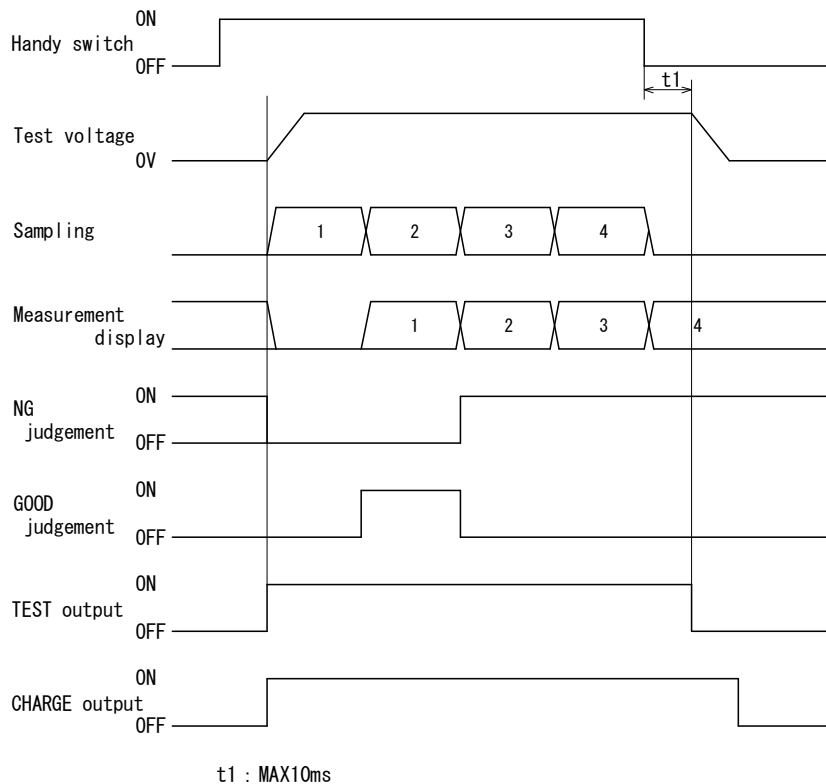 ON
Handy switch
OFF
t1
Test voltage
0V
Sampling
1 2 3 4
Measurement
display
1 2 3 4
ON
NG
judgement
OFF
ON
GOOD
judgement
OFF
ON
TEST output
OFF
ON
CHARGE output
OFF
t1 : MAX10ms